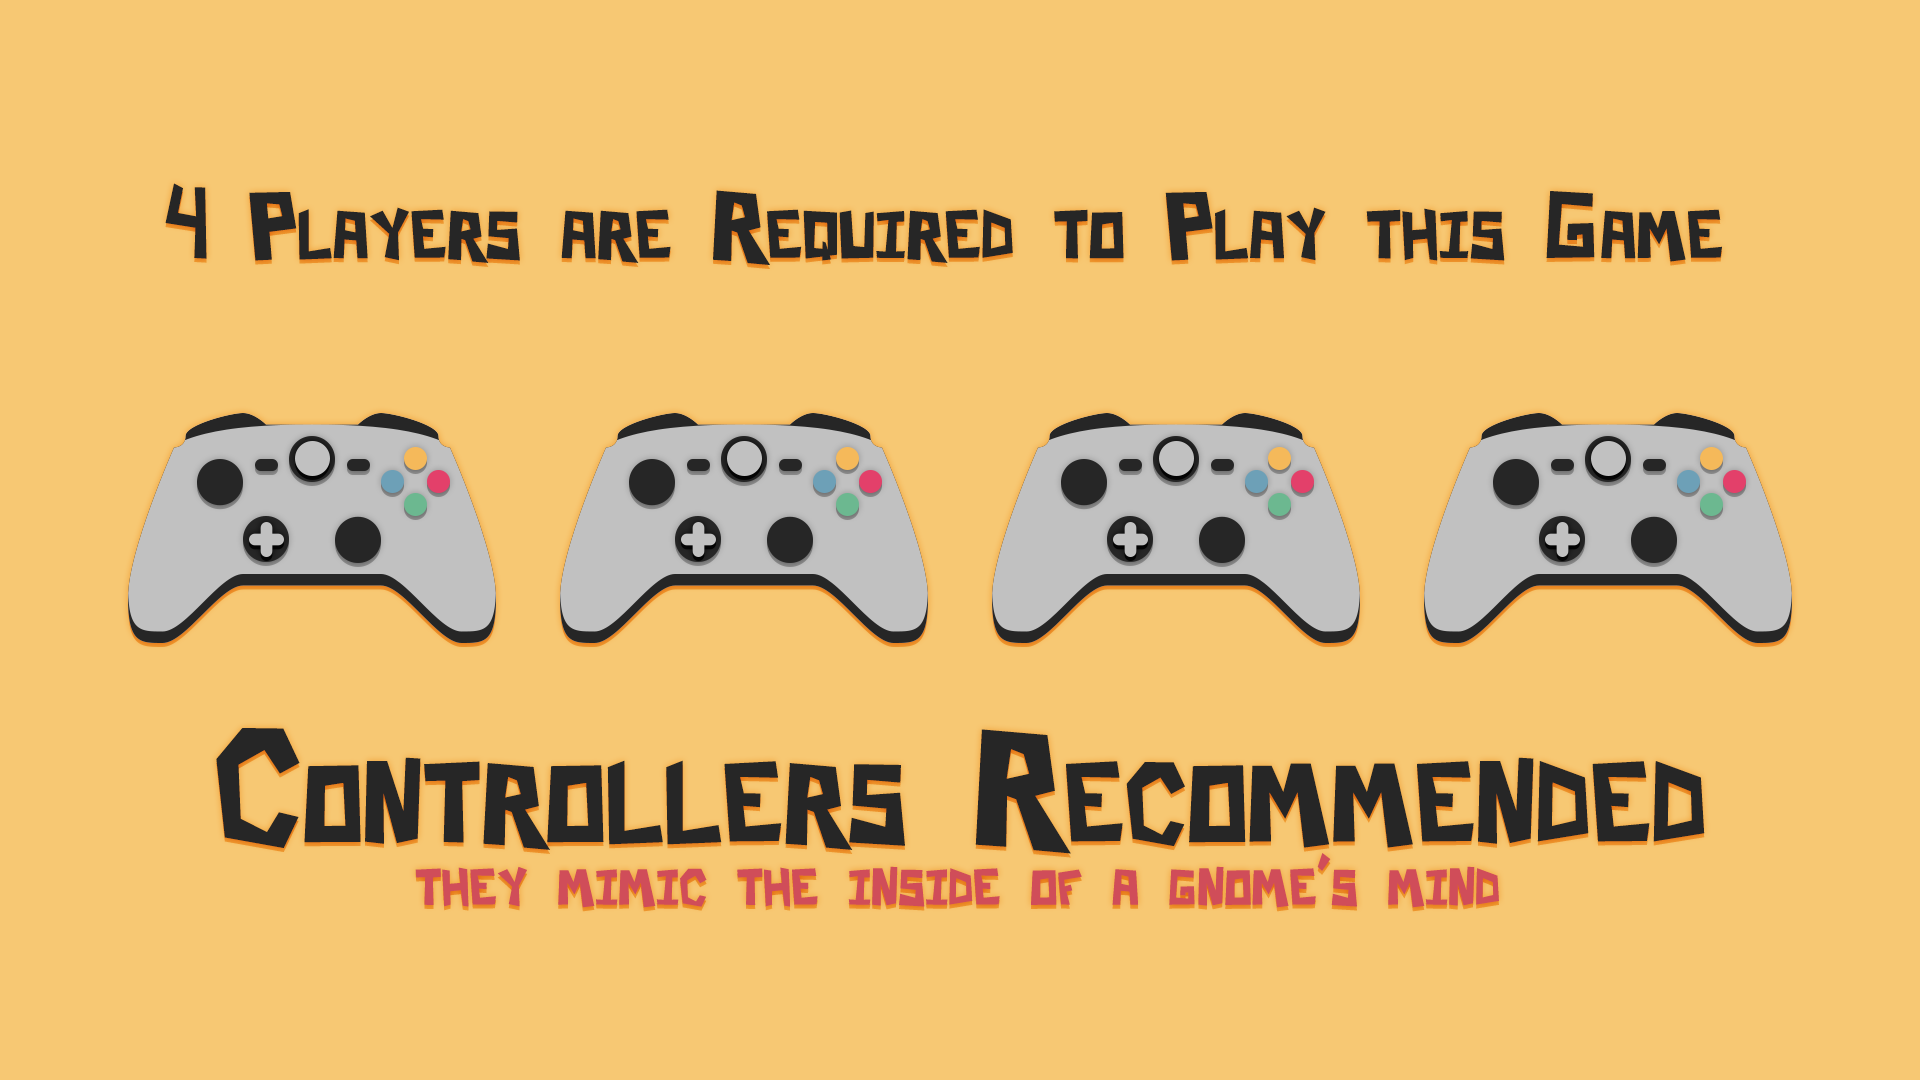 4 Players are Required to Play this Game
Controllers Recommended
they mimic the inside of a gnome's mind